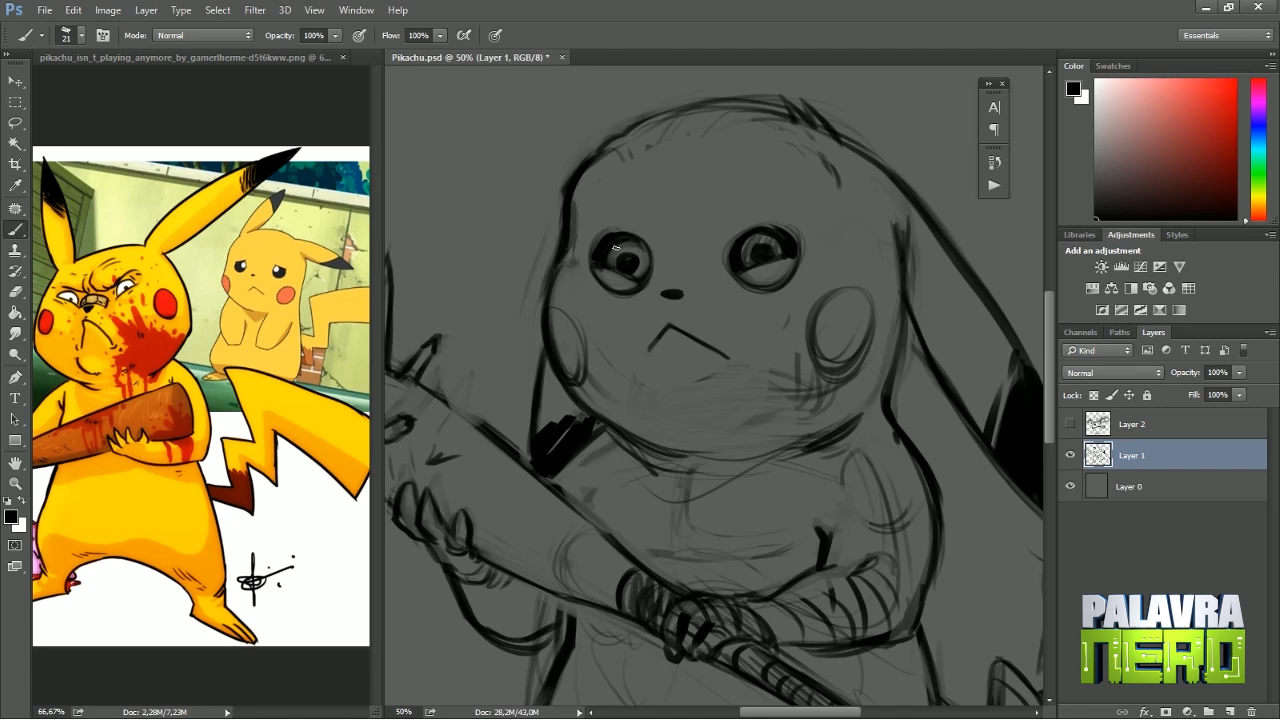 Ps File Edit Image Layer Type Select Filter 3D View Window Help
21 Mode: Normal Opacity: 100% Flow: 100% Essentials
pikachu_isn_t_playing_anymore_by_gamerlherme-d5t6kww.png @ 6... × Pikachu.psd @ 50% (Layer 1, RGB/8) * ×
Color Swatches
Libraries Adjustments Styles
Add an adjustment
Channels Paths Layers
Kind
Normal Opacity: 100%
Lock: Fill: 100%
Layer 2
Layer 1
Layer 0
PALAVRA
NERD
66,67% Doc: 2,28M/7,23M 50% Doc: 28,2M/43,0M